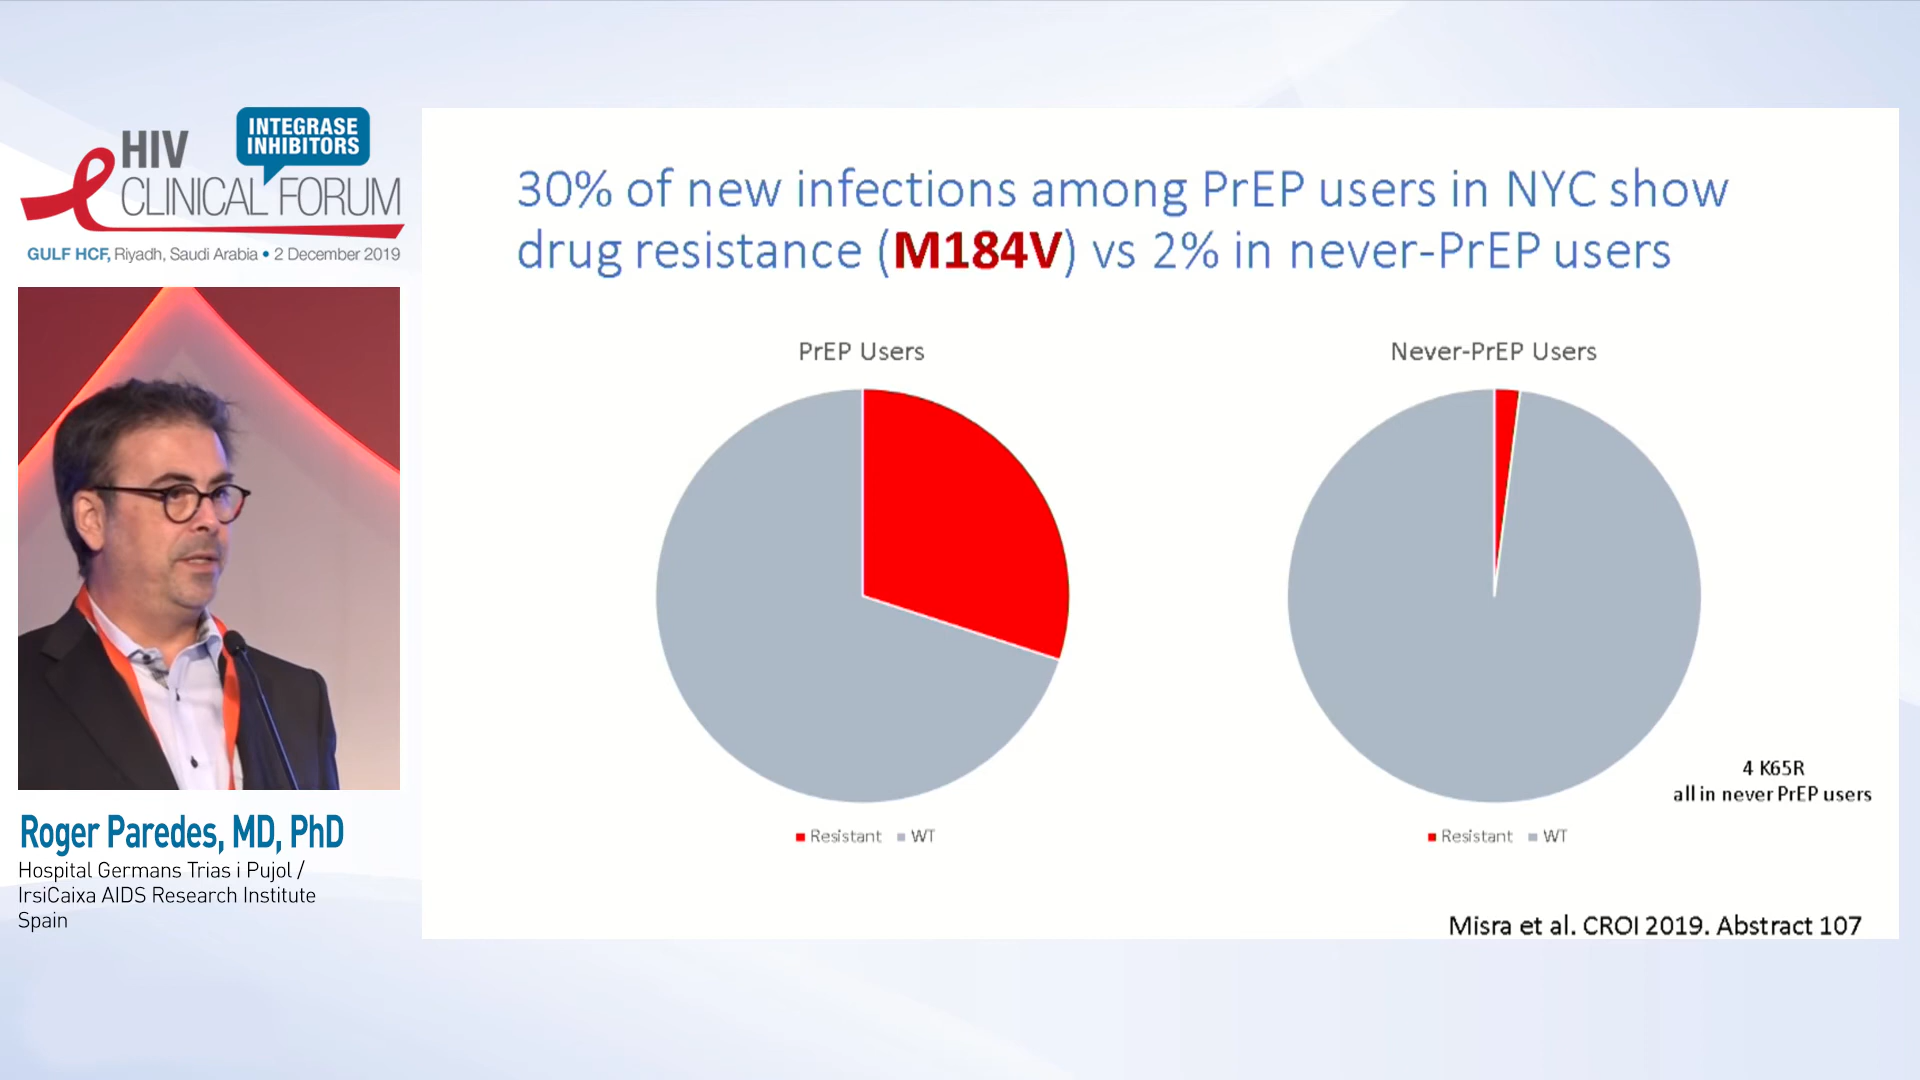 HIV
INTEGRASE
INHIBITORS
CLINICAL FORUM
GULF HCF, Riyadh, Saudi Arabia • 2 December 2019
Roger Paredes, MD, PhD
Hospital Germans Trias i Pujol /
IrsiCaixa AIDS Research Institute
Spain
30% of new infections among PrEP users in NYC show
drug resistance (M184V) vs 2% in never-PrEP users
PrEP Users
Resistant WT
Never-PrEP Users
4 K65R
all in never PrEP users
Resistant WT
Misra et al. CROI 2019. Abstract 107